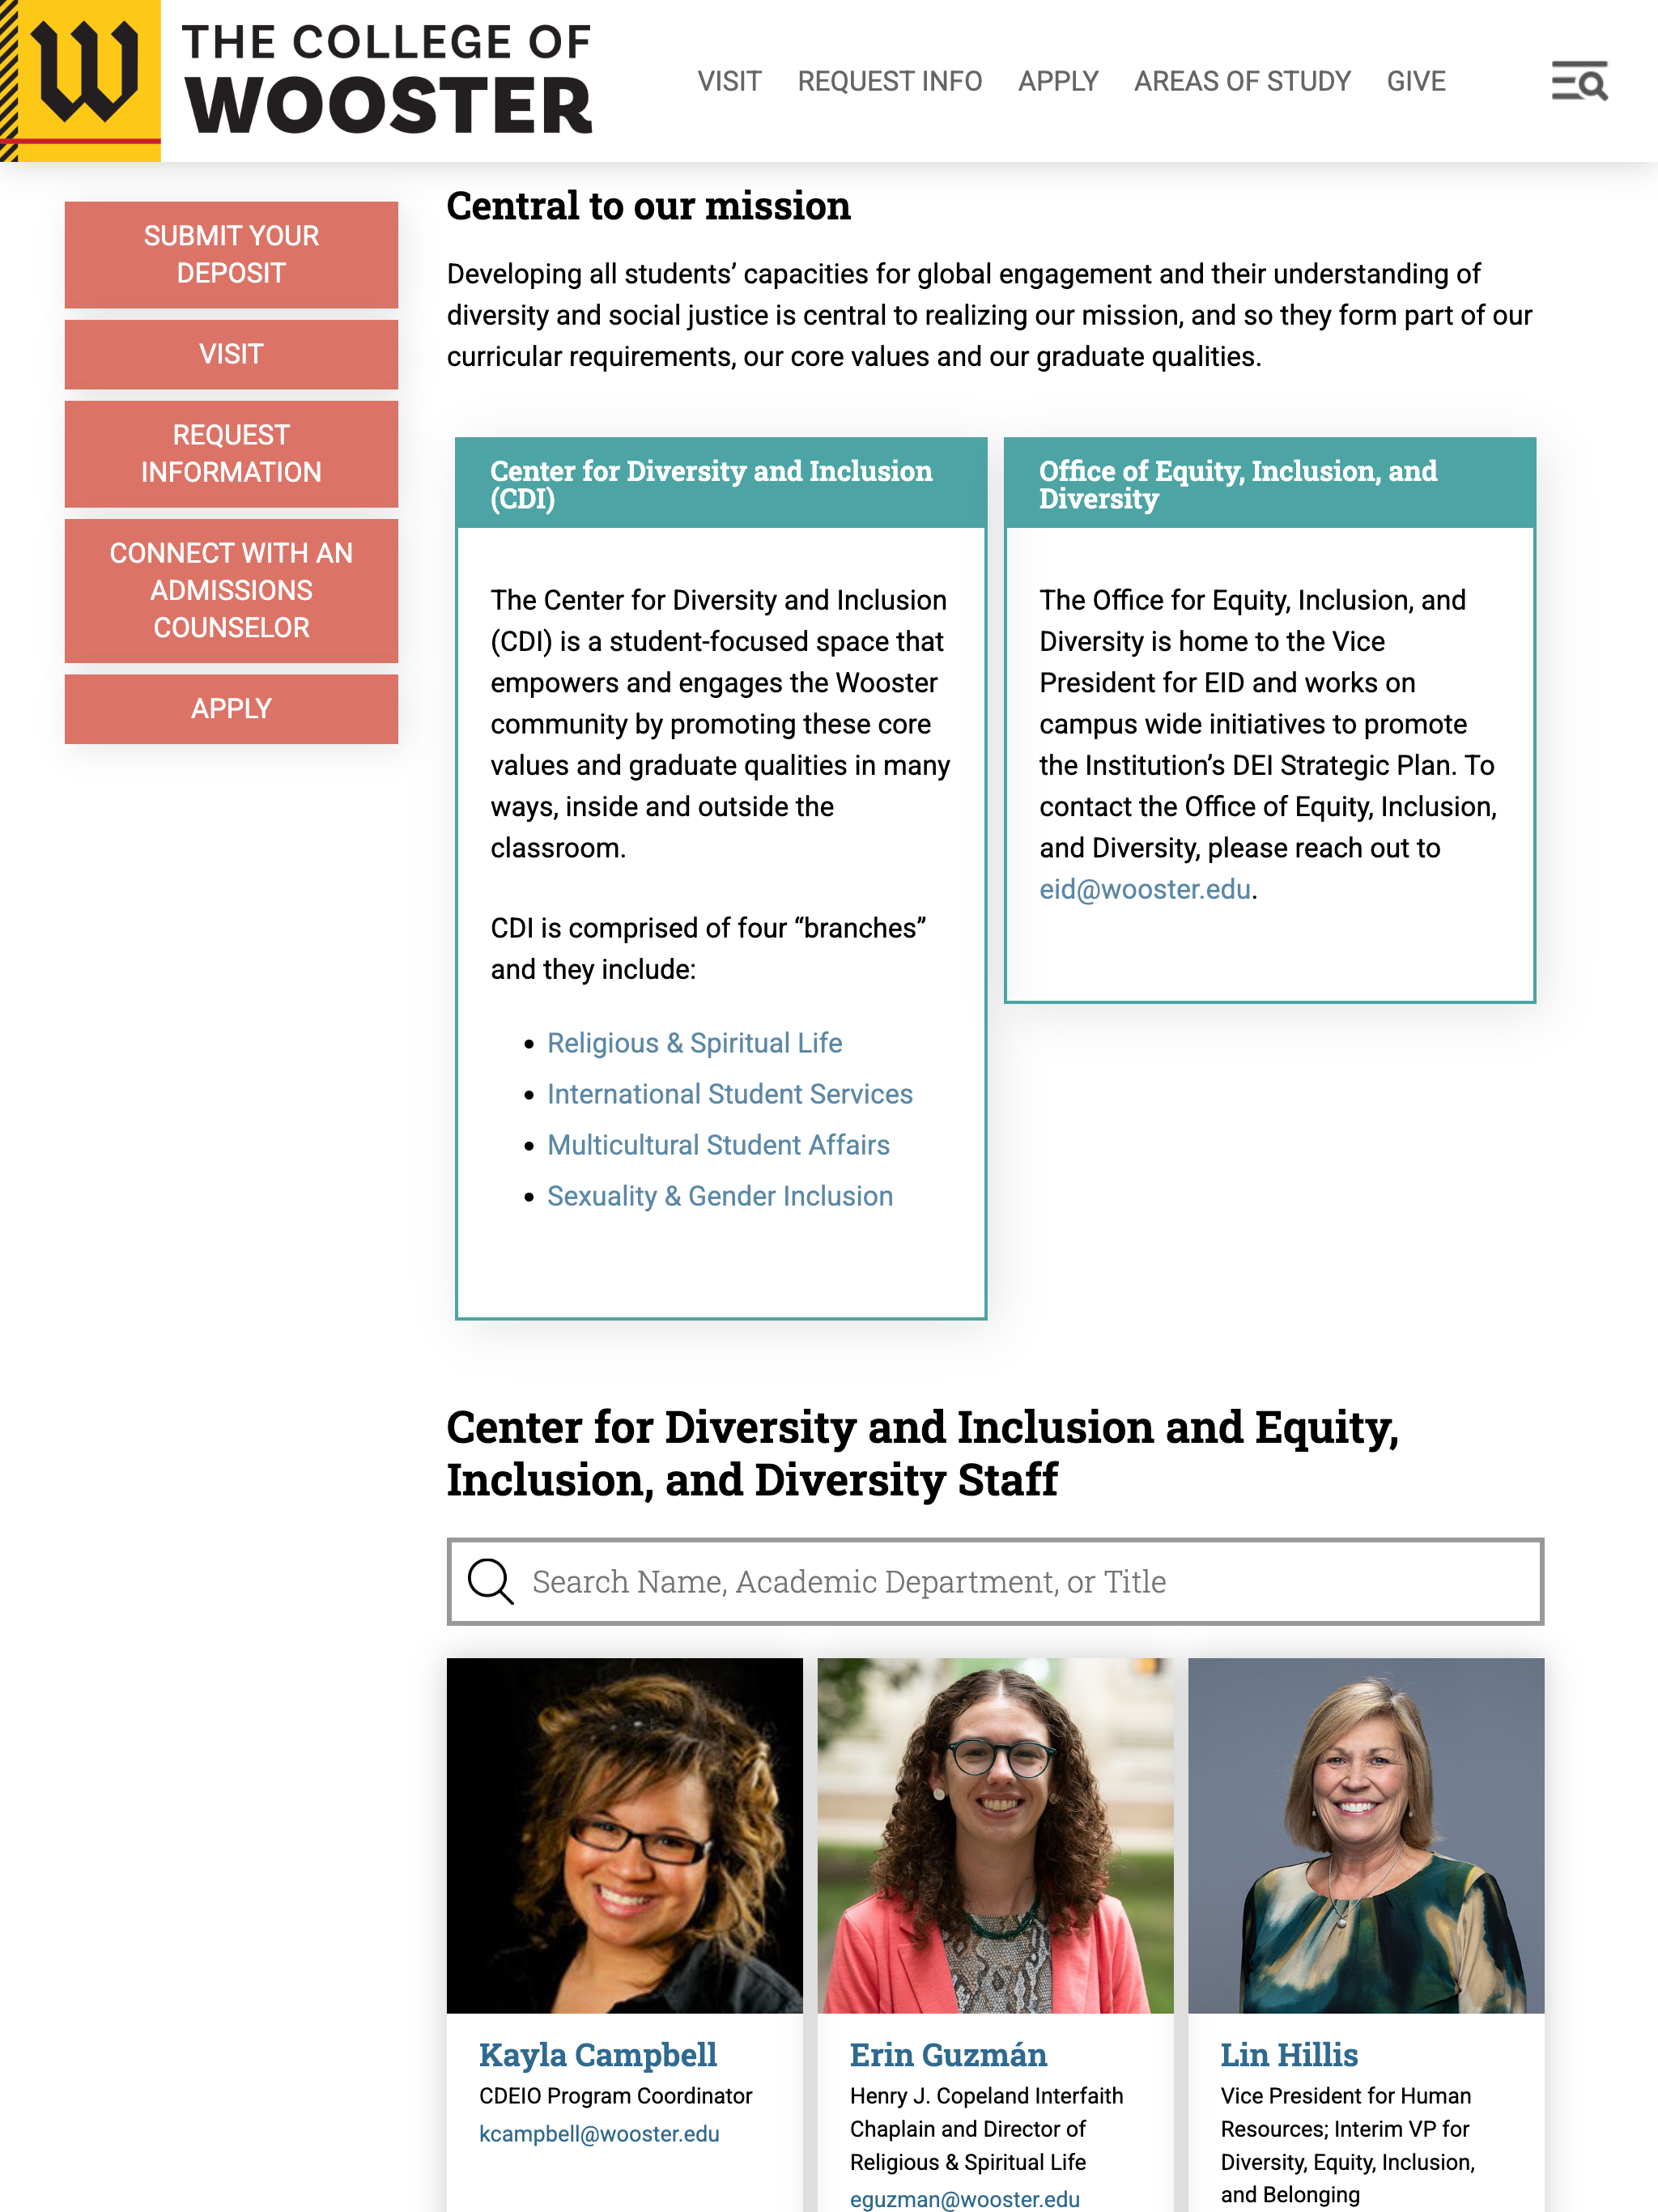 W
THE COLLEGE OF
WOOSTER
VISIT REQUEST INFO APPLY AREAS OF STUDY GIVE
SUBMIT YOUR
DEPOSIT
VISIT
REQUEST
INFORMATION
CONNECT WITH AN
ADMISSIONS
COUNSELOR
APPLY
Central to our mission
Developing all students’ capacities for global engagement and their understanding of
diversity and social justice is central to realizing our mission, and so they form part of our
curricular requirements, our core values and our graduate qualities.
Center for Diversity and Inclusion
(CDI)
The Center for Diversity and Inclusion
(CDI) is a student-focused space that
empowers and engages the Wooster
community by promoting these core
values and graduate qualities in many
ways, inside and outside the
classroom.
CDI is comprised of four “branches”
and they include:
• Religious & Spiritual Life
• International Student Services
• Multicultural Student Affairs
• Sexuality & Gender Inclusion
Office of Equity, Inclusion, and
Diversity
The Office for Equity, Inclusion, and
Diversity is home to the Vice
President for EID and works on
campus wide initiatives to promote
the Institution’s DEI Strategic Plan. To
contact the Office of Equity, Inclusion,
and Diversity, please reach out to
eid@wooster.edu.
Center for Diversity and Inclusion and Equity,
Inclusion, and Diversity Staff
Search Name, Academic Department, or Title
Kayla Campbell
CDEIO Program Coordinator
kcampbell@wooster.edu
Erin Guzmán
Henry J. Copeland Interfaith
Chaplain and Director of
Religious & Spiritual Life
eguzman@wooster.edu
Lin Hillis
Vice President for Human
Resources; Interim VP for
Diversity, Equity, Inclusion,
and Belonging